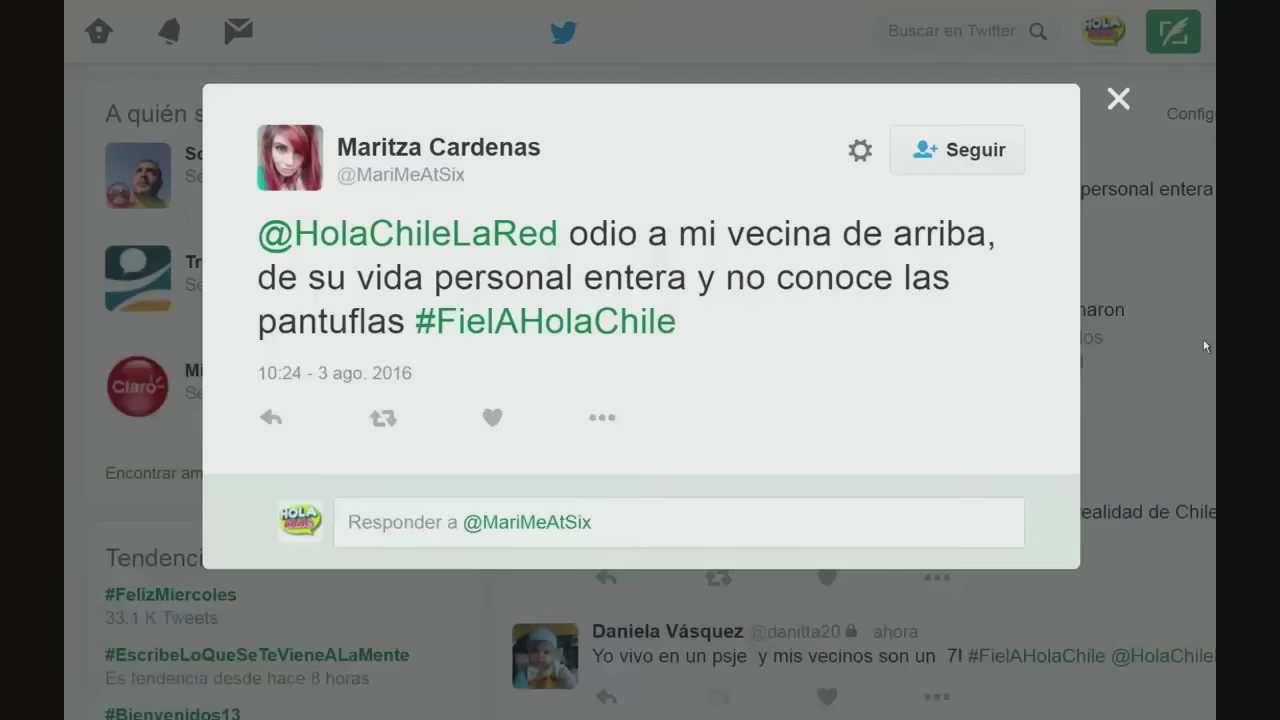 Buscar en Twitter
A quién s
Config
Maritza Cardenas
@MariMeAtSix
Seguir
@HolaChileLaRed odio a mi vecina de arriba,
de su vida personal entera y no conoce las
pantuflas #FielAHolaChile
10:24 - 3 ago. 2016
Responder a @MariMeAtSix
personal entera
Claro
Encontrar am
Tendenci
#FelizMiercoles
33.1 K Tweets
#EscribeLoQueSeTeVieneALaMente
Es tendencia desde hace 8 horas
#Bienvenidos13
ealidad de Chile
Daniela Vásquez @danitta20 ahora
Yo vivo en un psje y mis vecinos son un 7! #FielAHolaChile @HolaChile